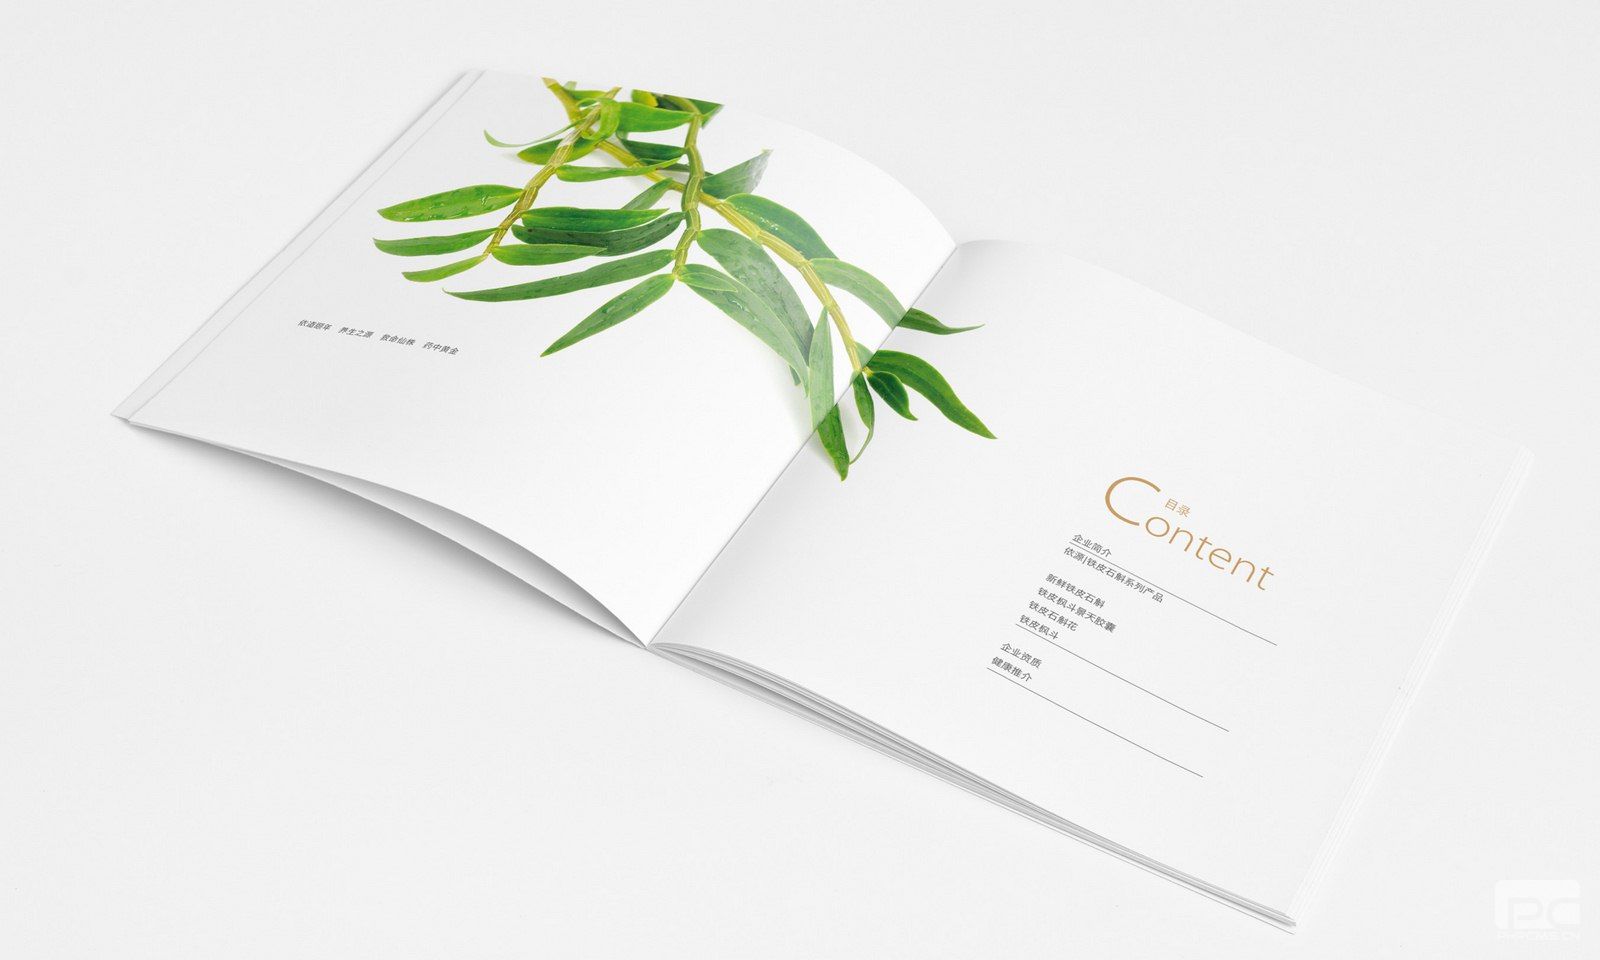 依道颐年 养生之源 救命仙株 药中黄金
目录
Content
企业简介
依源|铁皮石斛系列产品
新鲜铁皮石斛
铁皮枫斗景天胶囊
铁皮石斛花
铁皮枫斗
企业资质
健康推介
PC